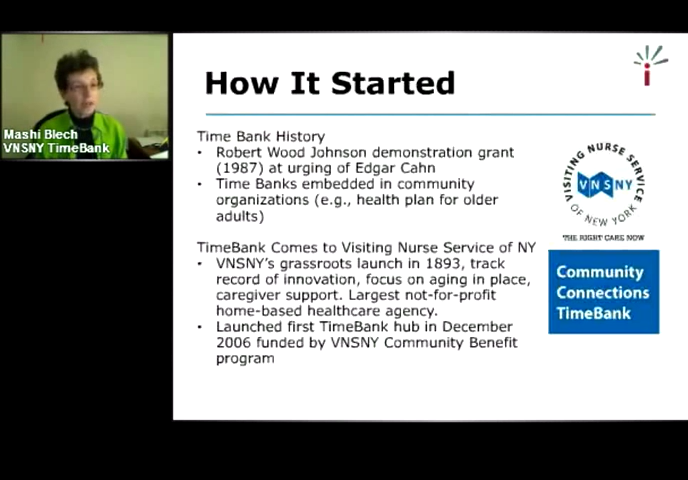 How It Started
Mashi Blech
VNSNY TimeBank
Time Bank History
• Robert Wood Johnson demonstration grant
(1987) at urging of Edgar Cahn
• Time Banks embedded in community
organizations (e.g., health plan for older
adults)
TimeBank Comes to Visiting Nurse Service of NY
• VNSNY's grassroots launch in 1893, track
record of innovation, focus on aging in place,
caregiver support. Largest not-for-profit
home-based healthcare agency.
• Launched first TimeBank hub in December
2006 funded by VNSNY Community Benefit
program
VISITING NURSE SERVICE
VNSNY
OF NEW YORK
THE RIGHT CARE NOW
Community
Connections
TimeBank